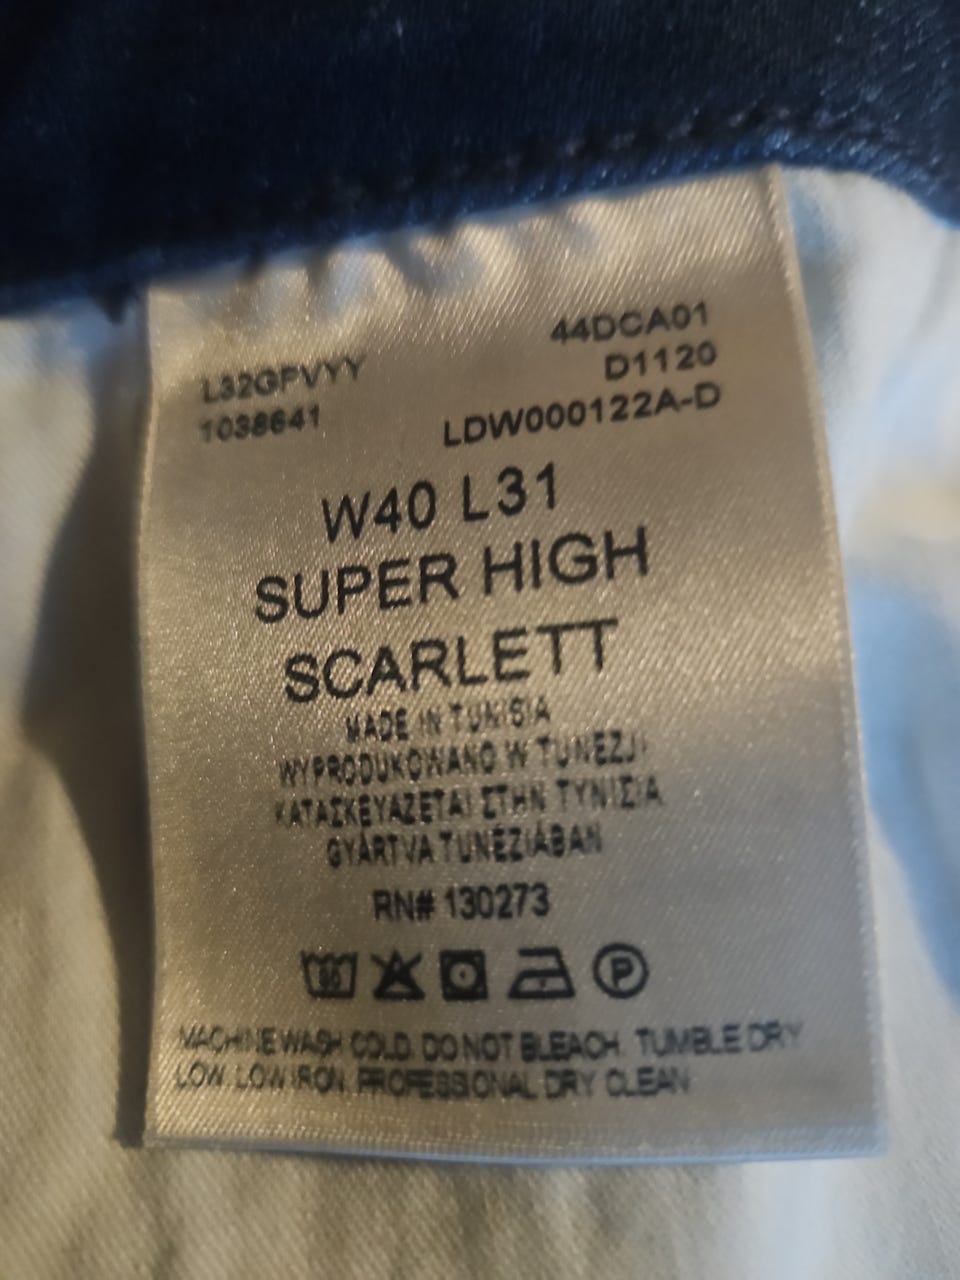 L32GPVYY
1038641
44DCA01
D1120
LDW000122A-D
W40 L31
SUPER HIGH
SCARLETT
MADE IN TUNISIA
WYPRODUKOWANO W TUNEZJI
ΚΑΤΑΣΚΕΥΑΖΕΤΑΙ ΣΤΗΝ ΤΥΝΙΣΙΑ
GYÁRTVA TUNÉZIÁBAN
RN# 130273
P
MACHINE WASH COLD. DO NOT BLEACH. TUMBLE DRY
LOW. LOW IRON. PROFESSIONAL DRY CLEAN